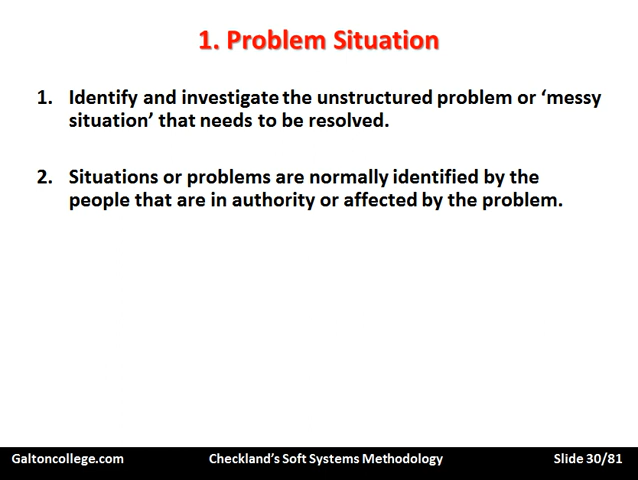 1. Problem Situation
1. Identify and investigate the unstructured problem or ‘messy
situation’ that needs to be resolved.
2. Situations or problems are normally identified by the
people that are in authority or affected by the problem.
Galtoncollege.com Checkland’s Soft Systems Methodology Slide 30/81